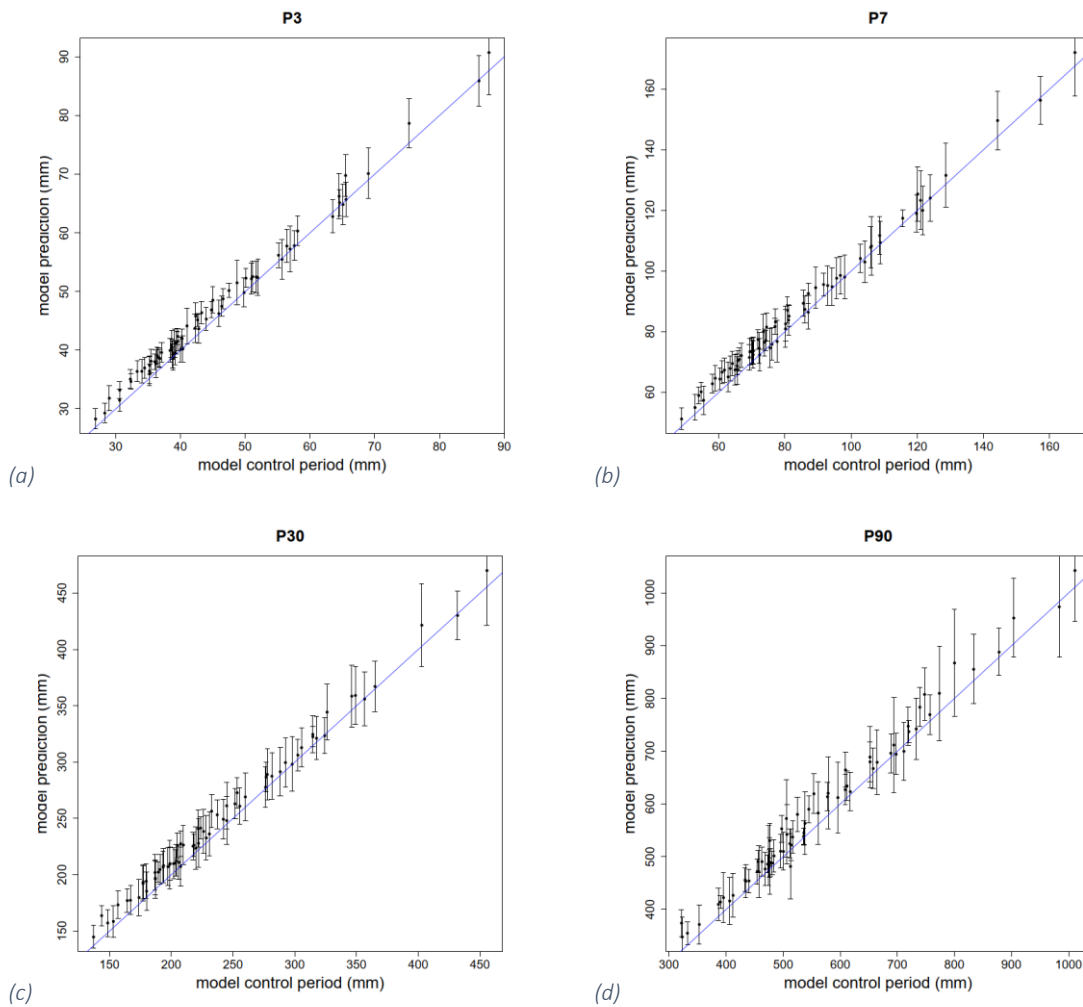 P3
90
80
70
60
50
40
30
model prediction (mm)
30 40 50 60 70 80 90
model control period (mm)
(a)
P7
160
140
120
100
80
60
model prediction (mm)
60 80 100 120 140 160
model control period (mm)
(b)
P30
450
400
350
300
250
200
150
model prediction (mm)
150 200 250 300 350 400 450
model control period (mm)
(c)
P90
1000
900
800
700
600
500
400
model prediction (mm)
300 400 500 600 700 800 900 1000
model control period (mm)
(d)